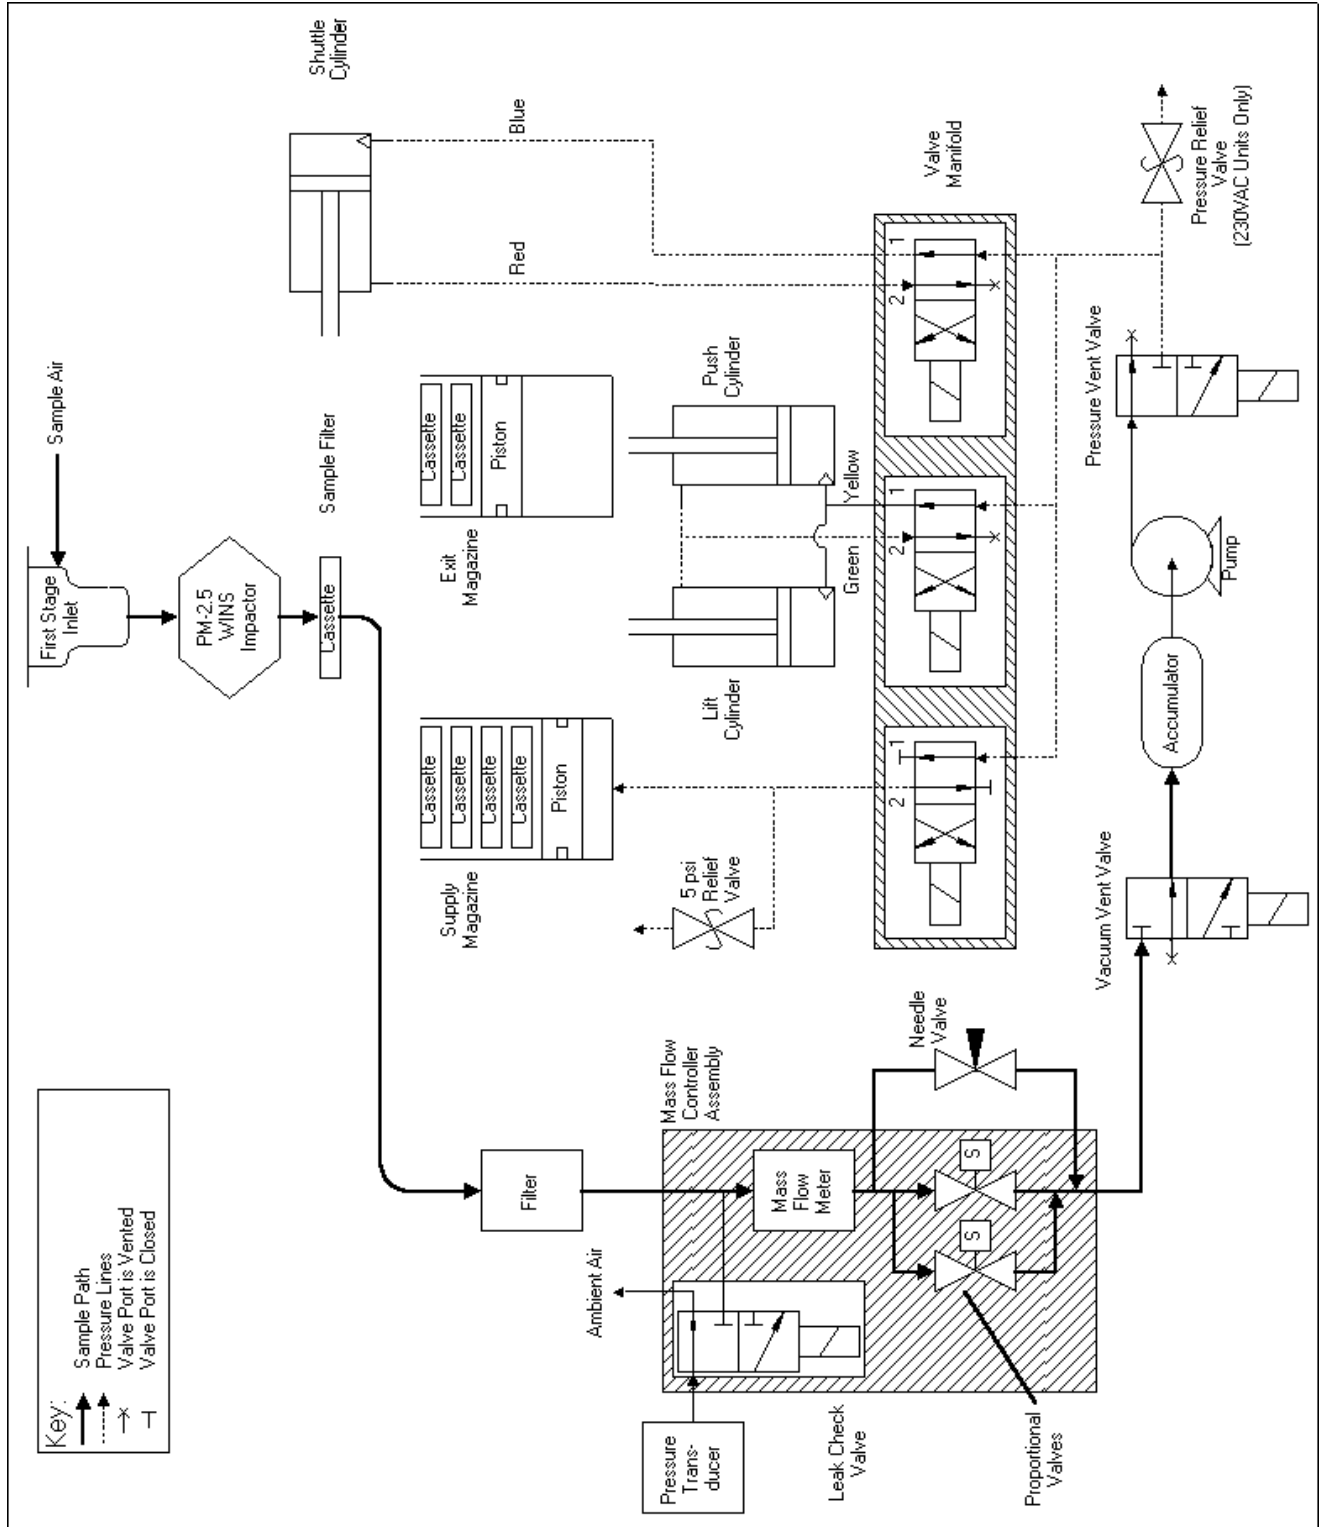 Key:
Sample Path
Pressure Lines
Valve Port is Vented
Valve Port is Closed
Sample Air
First Stage
Inlet
PM-2.5
WINS
Impactor
Sample Filter
Cassette
Shuttle
Cylinder
Blue
Red
Supply
Magazine
Cassette
Cassette
Cassette
Cassette
Piston
Exit
Magazine
Cassette
Cassette
Piston
5 psi
Relief
Valve
Lift
Cylinder
Push
Cylinder
Green
Yellow
Valve
Manifold
2
1
2
1
2
1
Filter
Mass Flow
Controller
Assembly
Ambient Air
Mass
Flow
Meter
Needle
Valve
S
S
Pressure
Trans-
ducer
Leak Check
Valve
Proportional
Valves
Vacuum Vent Valve
Accumulator
Pump
Pressure Vent Valve
Pressure Relief
Valve
(230VAC Units Only)